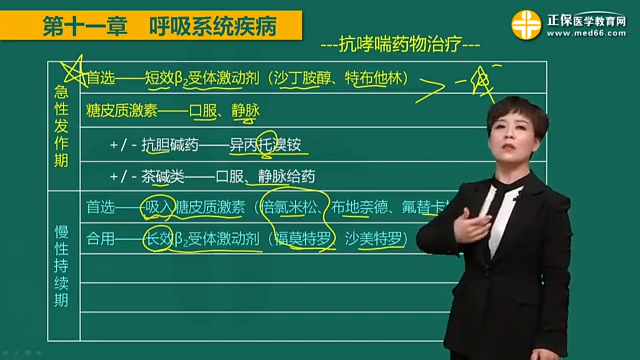 第十一章 呼吸系统疾病
正保医学教育网
www.med66.com
---抗哮喘药物治疗---
急性发作期
首选——短效β2受体激动剂（沙丁胺醇、特布他林）
糖皮质激素——口服、静脉
+/- 抗胆碱药——异丙托溴铵
+/- 茶碱类——口服、静脉给药
慢性持续期
首选——吸入糖皮质激素（倍氯米松、布地奈德、氟替卡
合用——长效β2受体激动剂（福莫特罗 沙美特罗）